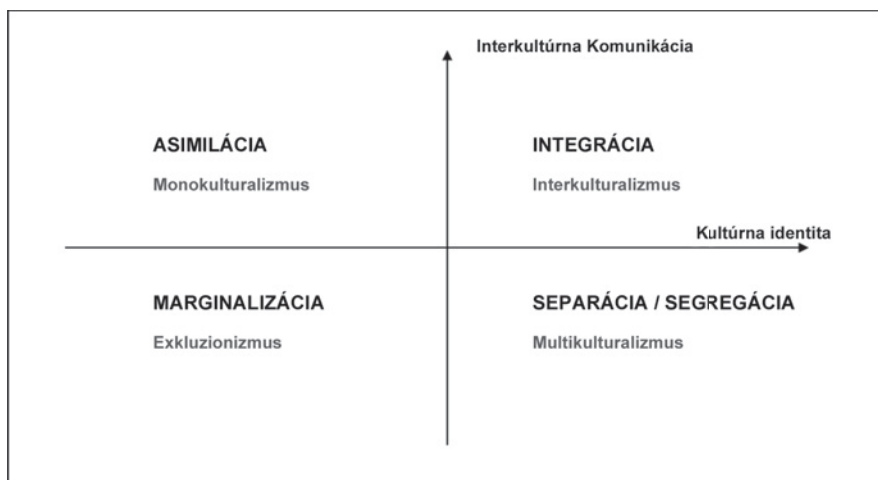 Interkultúrna Komunikácia
ASIMILÁCIA
Monokulturalizmus
INTEGRÁCIA
Interkulturalizmus
Kultúrna identita
MARGINALIZÁCIA
Exkluzionizmus
SEPARÁCIA / SEGREGÁCIA
Multikulturalizmus